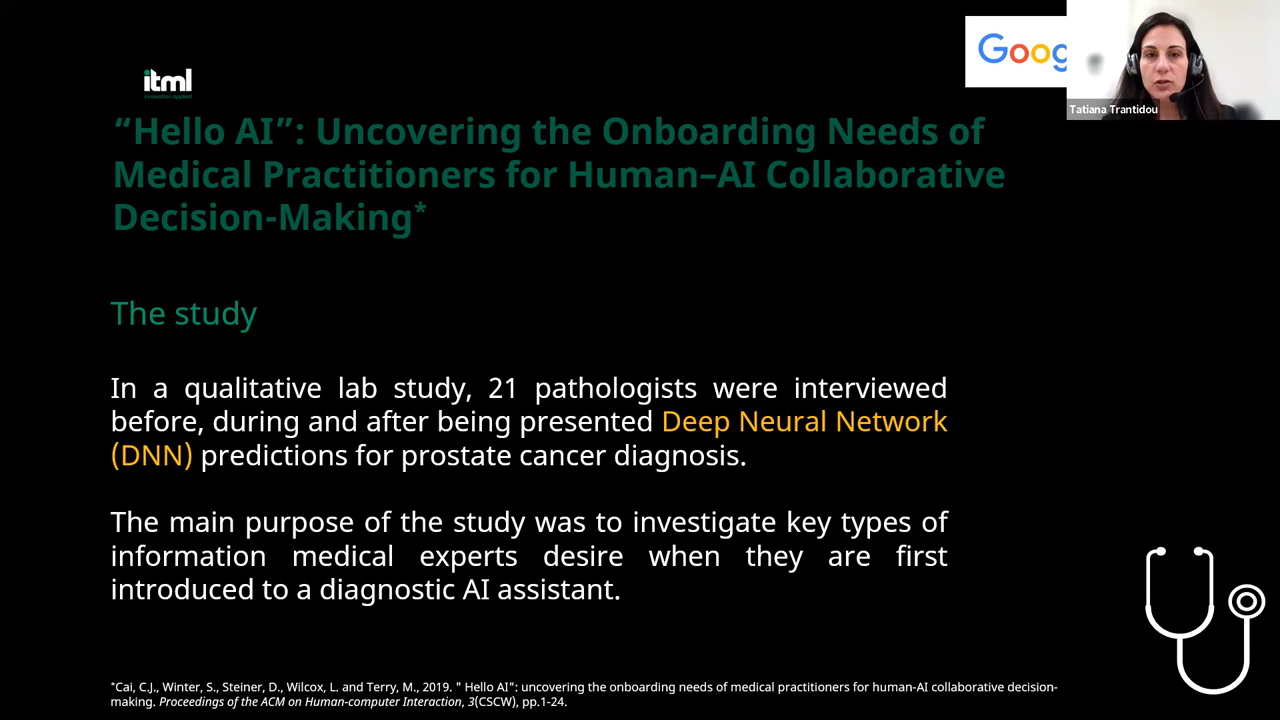 Goog
Tatiana Trantidou
itml
innovation applied
“Hello AI”: Uncovering the Onboarding Needs of
Medical Practitioners for Human–AI Collaborative
Decision-Making*
The study
In a qualitative lab study, 21 pathologists were interviewed
before, during and after being presented Deep Neural Network
(DNN) predictions for prostate cancer diagnosis.
The main purpose of the study was to investigate key types of
information medical experts desire when they are first
introduced to a diagnostic AI assistant.
*Cai, C.J., Winter, S., Steiner, D., Wilcox, L. and Terry, M., 2019. " Hello AI": uncovering the onboarding needs of medical practitioners for human-AI collaborative decision-
making. Proceedings of the ACM on Human-computer Interaction, 3(CSCW), pp.1-24.